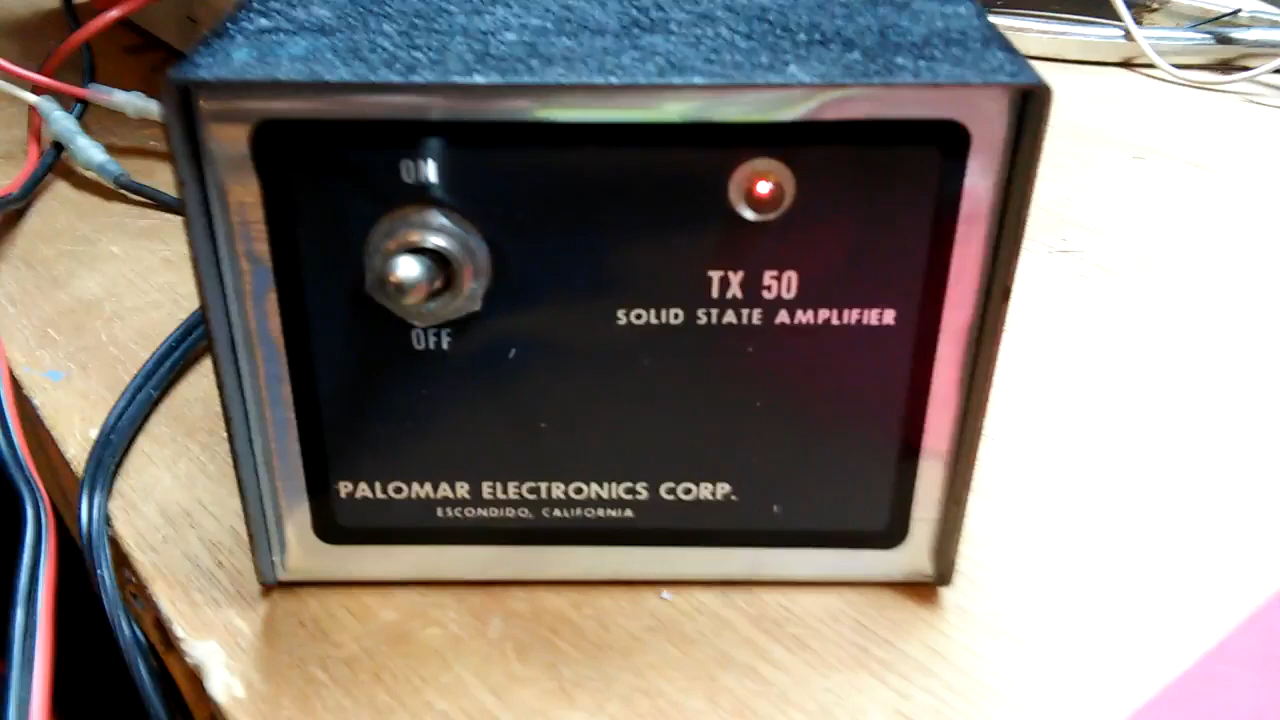 ON
OFF
TX 50
SOLID STATE AMPLIFIER
PALOMAR ELECTRONICS CORP.
ESCONDIDO, CALIFORNIA